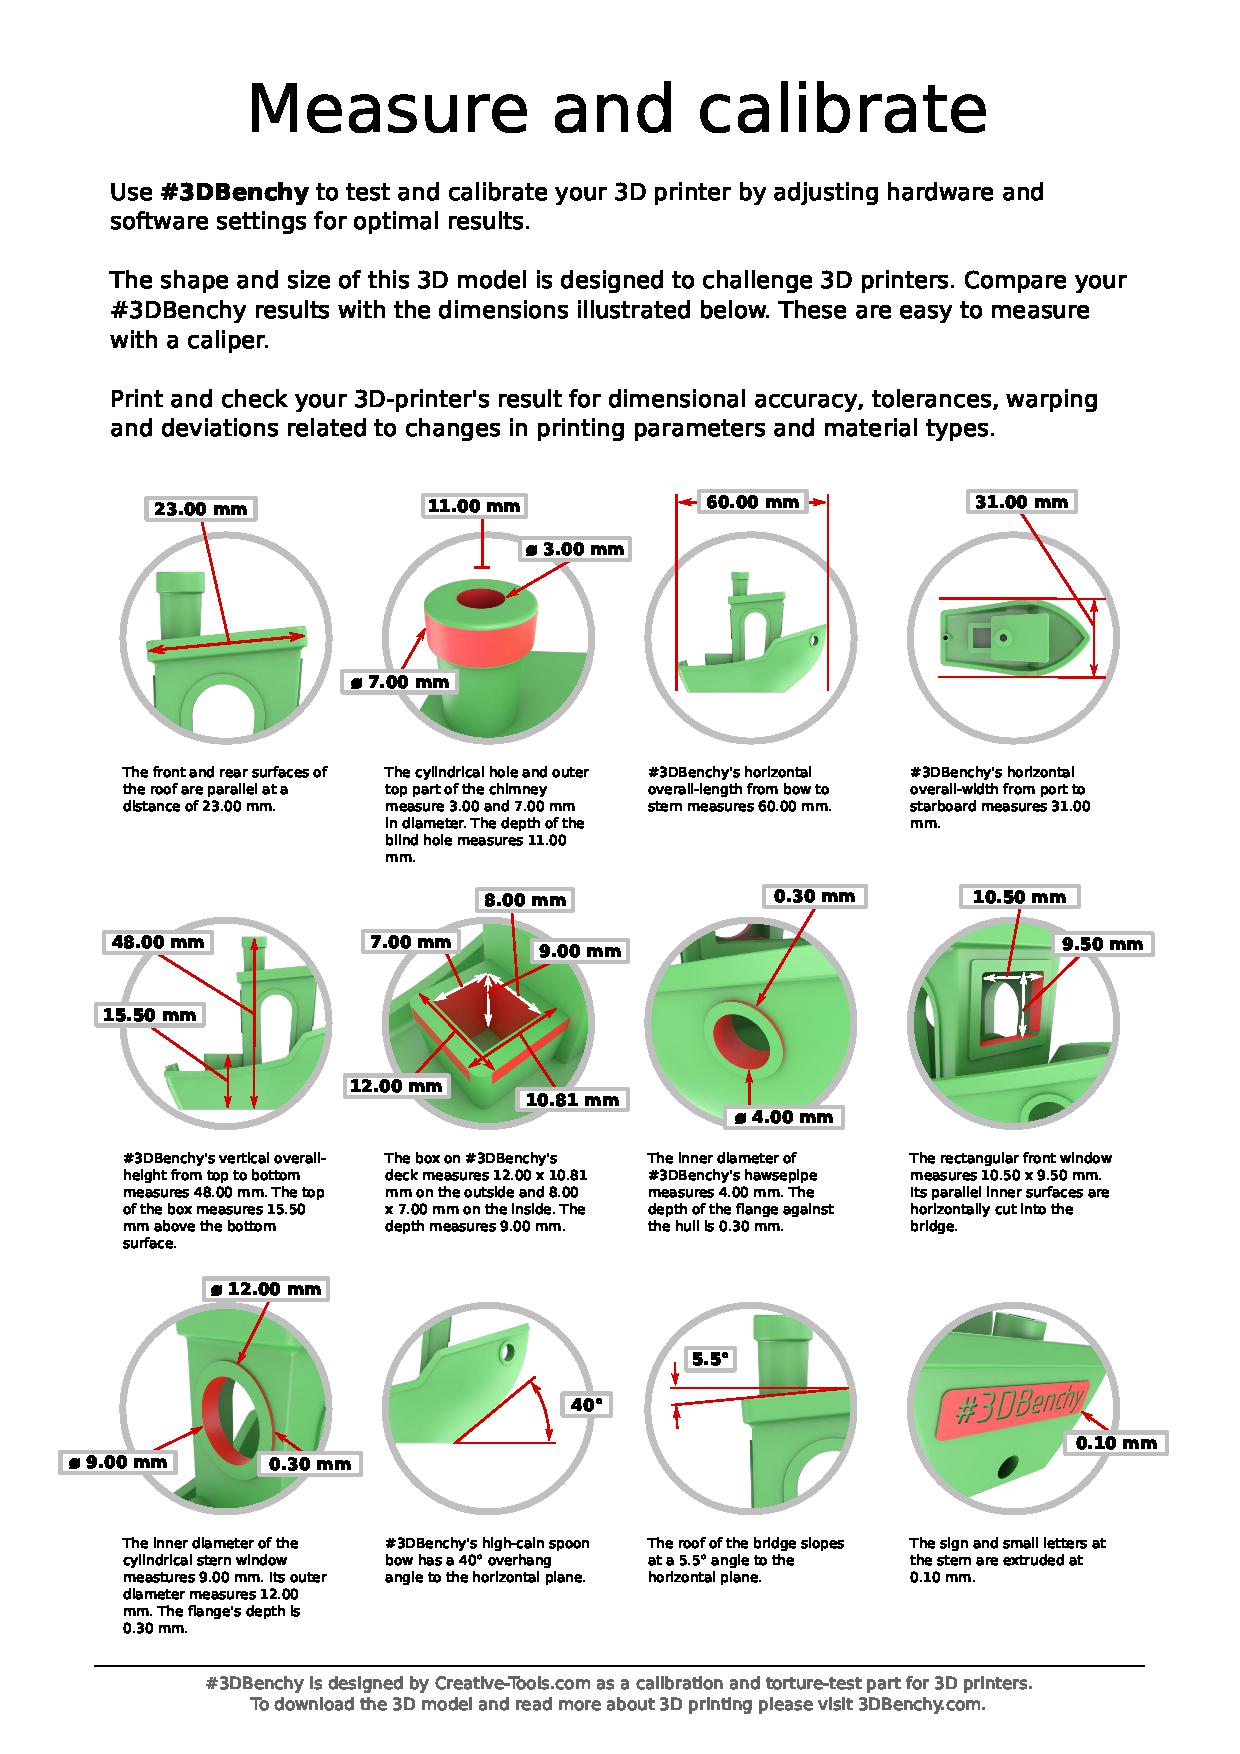 Measure and calibrate
Use #3DBenchy to test and calibrate your 3D printer by adjusting hardware and
software settings for optimal results.
The shape and size of this 3D model is designed to challenge 3D printers. Compare your
#3DBenchy results with the dimensions illustrated below. These are easy to measure
with a caliper.
Print and check your 3D-printer's result for dimensional accuracy, tolerances, warping
and deviations related to changes in printing parameters and material types.
23.00 mm
The front and rear surfaces of
the roof are parallel at a
distance of 23.00 mm.
11.00 mm
ø 3.00 mm
ø 7.00 mm
The cylindrical hole and outer
top part of the chimney
measure 3.00 and 7.00 mm
in diameter. The depth of the
blind hole measures 11.00
mm.
60.00 mm
#3DBenchy's horizontal
overall-length from bow to
stern measures 60.00 mm.
31.00 mm
#3DBenchy's horizontal
overall-width from port to
starboard measures 31.00
mm.
48.00 mm
15.50 mm
#3DBenchy's vertical overall-
height from top to bottom
measures 48.00 mm. The top
of the box measures 15.50
mm above the bottom
surface.
8.00 mm
7.00 mm
9.00 mm
12.00 mm
10.81 mm
The box on #3DBenchy's
deck measures 12.00 x 10.81
mm on the outside and 8.00
x 7.00 mm on the inside. The
depth measures 9.00 mm.
0.30 mm
ø 4.00 mm
The inner diameter of
#3DBenchy's hawsepipe
measures 4.00 mm. The
depth of the flange against
the hull is 0.30 mm.
10.50 mm
9.50 mm
The rectangular front window
measures 10.50 x 9.50 mm.
Its parallel inner surfaces are
horizontally cut into the
bridge.
ø 12.00 mm
ø 9.00 mm
0.30 mm
The inner diameter of the
cylindrical stern window
meastures 9.00 mm. Its outer
diameter measures 12.00
mm. The flange's depth is
0.30 mm.
40°
#3DBenchy's high-cain spoon
bow has a 40° overhang
angle to the horizontal plane.
5.5°
The roof of the bridge slopes
at a 5.5° angle to the
horizontal plane.
#3DBenchy
0.10 mm
The sign and small letters at
the stern are extruded at
0.10 mm.
#3DBenchy is designed by Creative-Tools.com as a calibration and torture-test part for 3D printers.
To download the 3D model and read more about 3D printing please visit 3DBenchy.com.